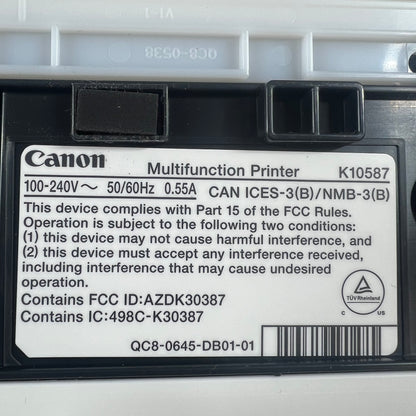 VI-1
QC8-0538
Canon Multifunction Printer K10587
100-240V～ 50/60Hz 0.55A CAN ICES-3(B)/NMB-3(B)
This device complies with Part 15 of the FCC Rules.
Operation is subject to the following two conditions:
(1) this device may not cause harmful interference, and
(2) this device must accept any interference received,
including interference that may cause undesired
operation.
Contains FCC ID:AZDK30387
Contains IC:498C-K30387
TÜVRheinland
C US
QC8-0645-DB01-01